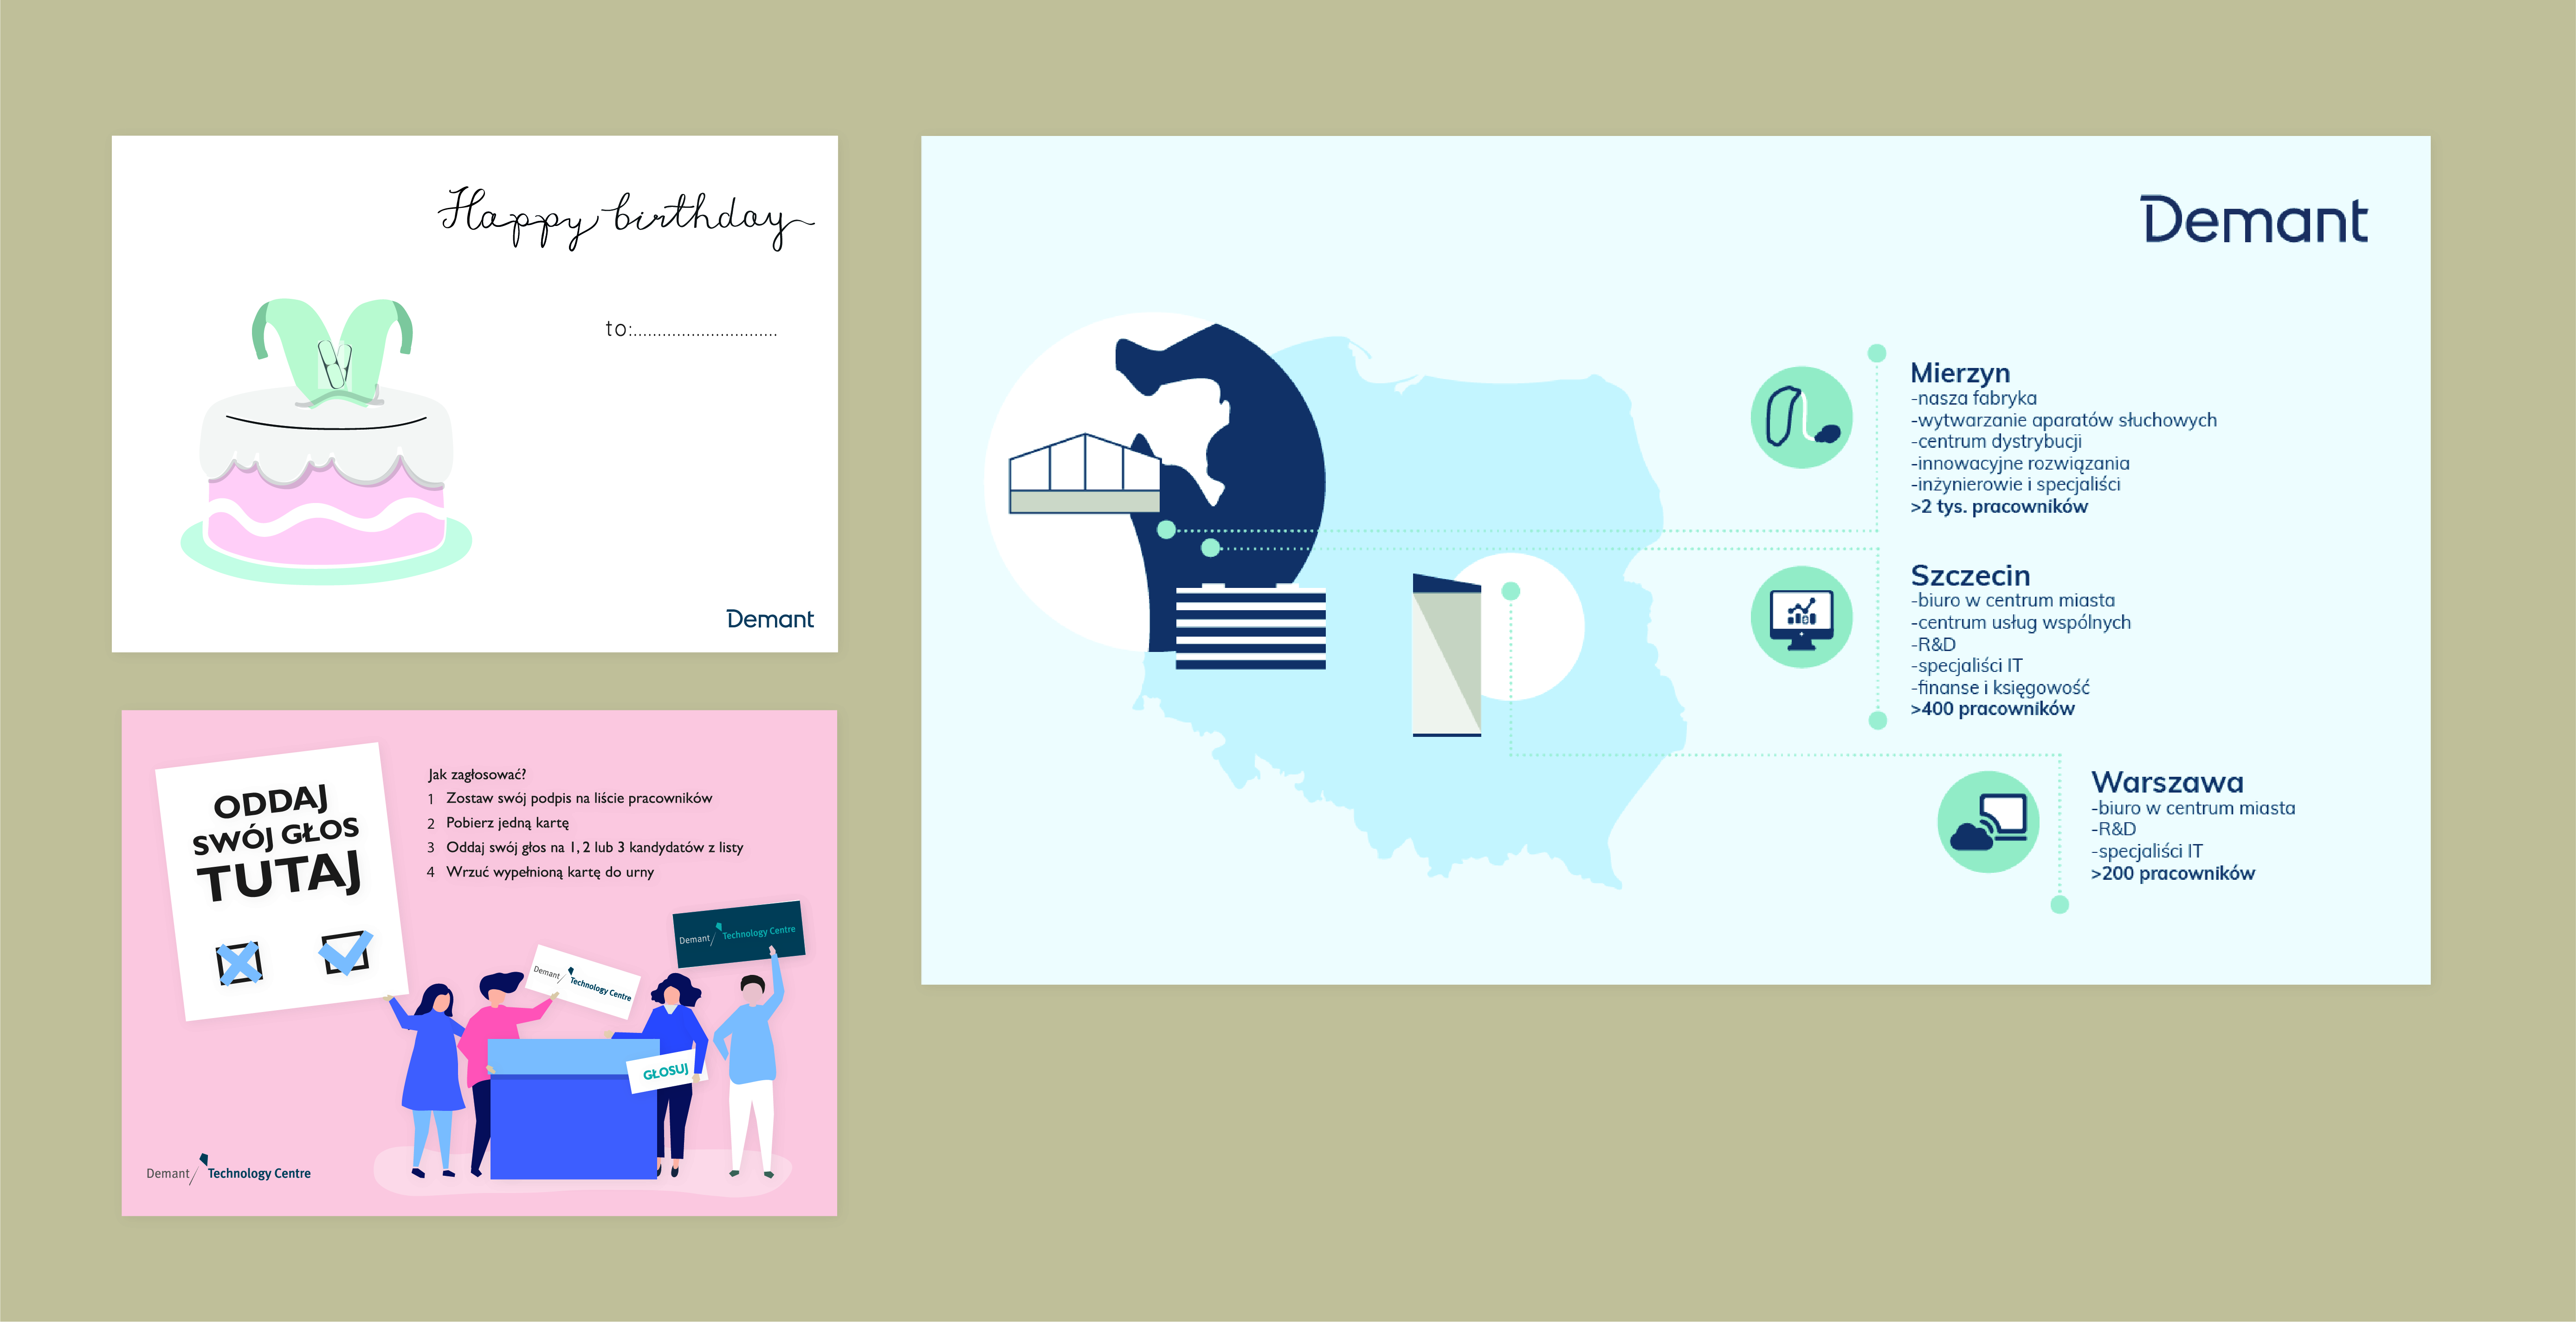 Happy birthday
to:..............................
Demant
ODDAJ
SWÓJ GŁOS
TUTAJ
Jak zagłosować?
1 Zostaw swój podpis na liście pracowników
2 Pobierz jedną kartę
3 Oddaj swój głos na 1, 2 lub 3 kandydatów z listy
4 Wrzuć wypełnioną kartę do urny
Demant / Technology Centre
Demant / Technology Centre
GŁOSUJ
Demant / Technology Centre
Demant
Mierzyn
-nasza fabryka
-wytwarzanie aparatów słuchowych
-centrum dystrybucji
-innowacyjne rozwiązania
-inżynierowie i specjaliści
>2 tys. pracowników
Szczecin
-biuro w centrum miasta
-centrum usług wspólnych
-R&D
-specjaliści IT
-finanse i księgowość
>400 pracowników
Warszawa
-biuro w centrum miasta
-R&D
-specjaliści IT
>200 pracowników